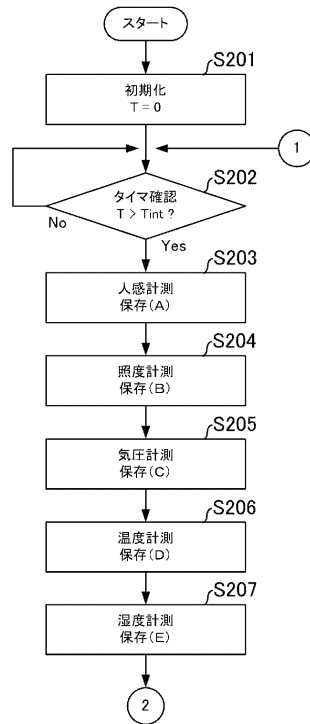 スタート
S201
初期化
T = 0
1
S202
タイマ確認
T > Tint ?
No
Yes
S203
人感計測
保存(A)
S204
照度計測
保存(B)
S205
気圧計測
保存(C)
S206
温度計測
保存(D)
S207
湿度計測
保存(E)
2